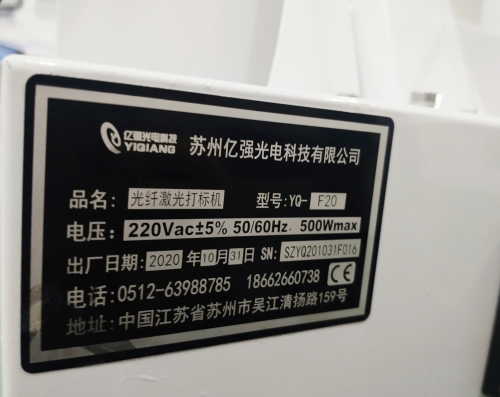 亿强光电科技
YIQIANG
苏州亿强光电科技有限公司
品名: 光纤激光打标机 型号:YQ- F20
电压: 220Vac±5% 50/60Hz, 500Wmax
出厂日期: 2020 年 10 月 31 日 SN: SZYQ201031F016
电话: 0512-63988785 18662660738 CE
地址: 中国江苏省苏州市吴江清扬路159号